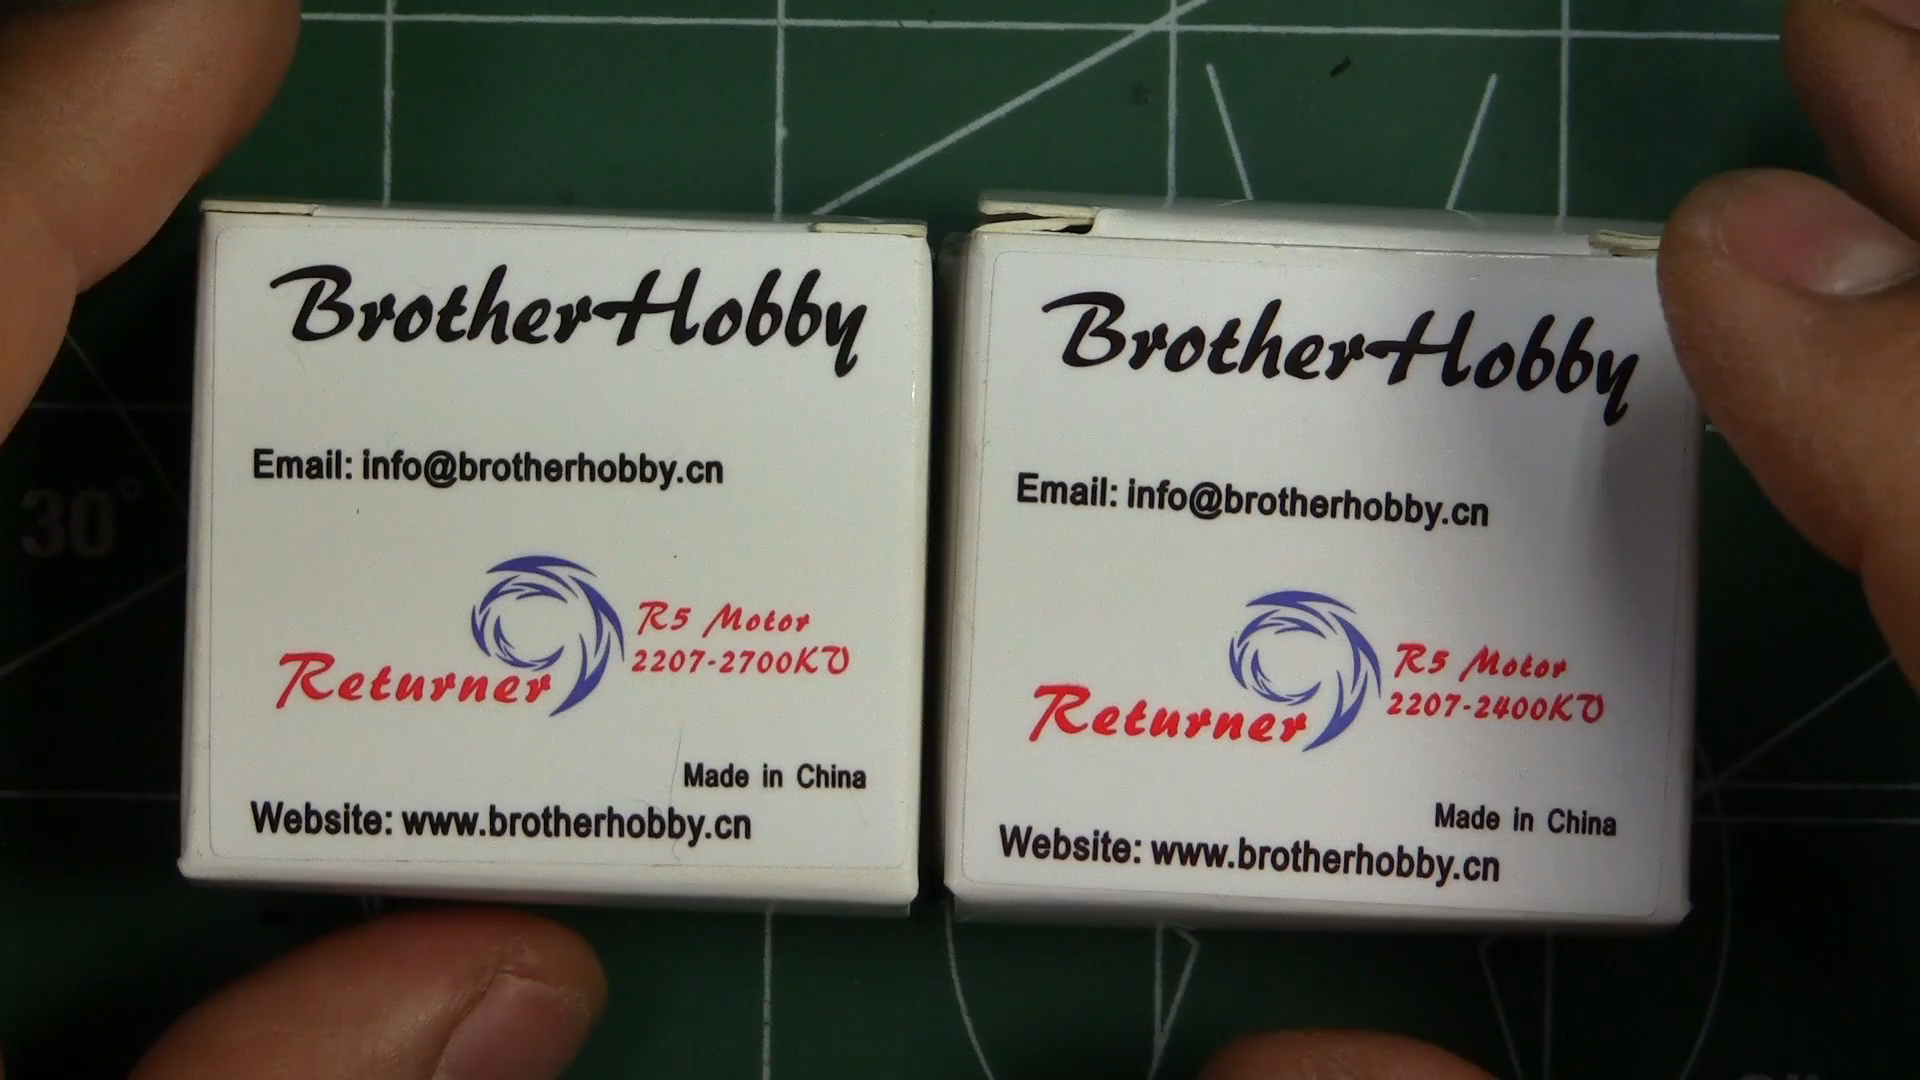 BrotherHobby
Email: info@brotherhobby.cn
R5 Motor
2207-2700KV
Returner
Made in China
Website: www.brotherhobby.cn
BrotherHobby
Email: info@brotherhobby.cn
R5 Motor
2207-2400KV
Returner
Made in China
Website: www.brotherhobby.cn
30°